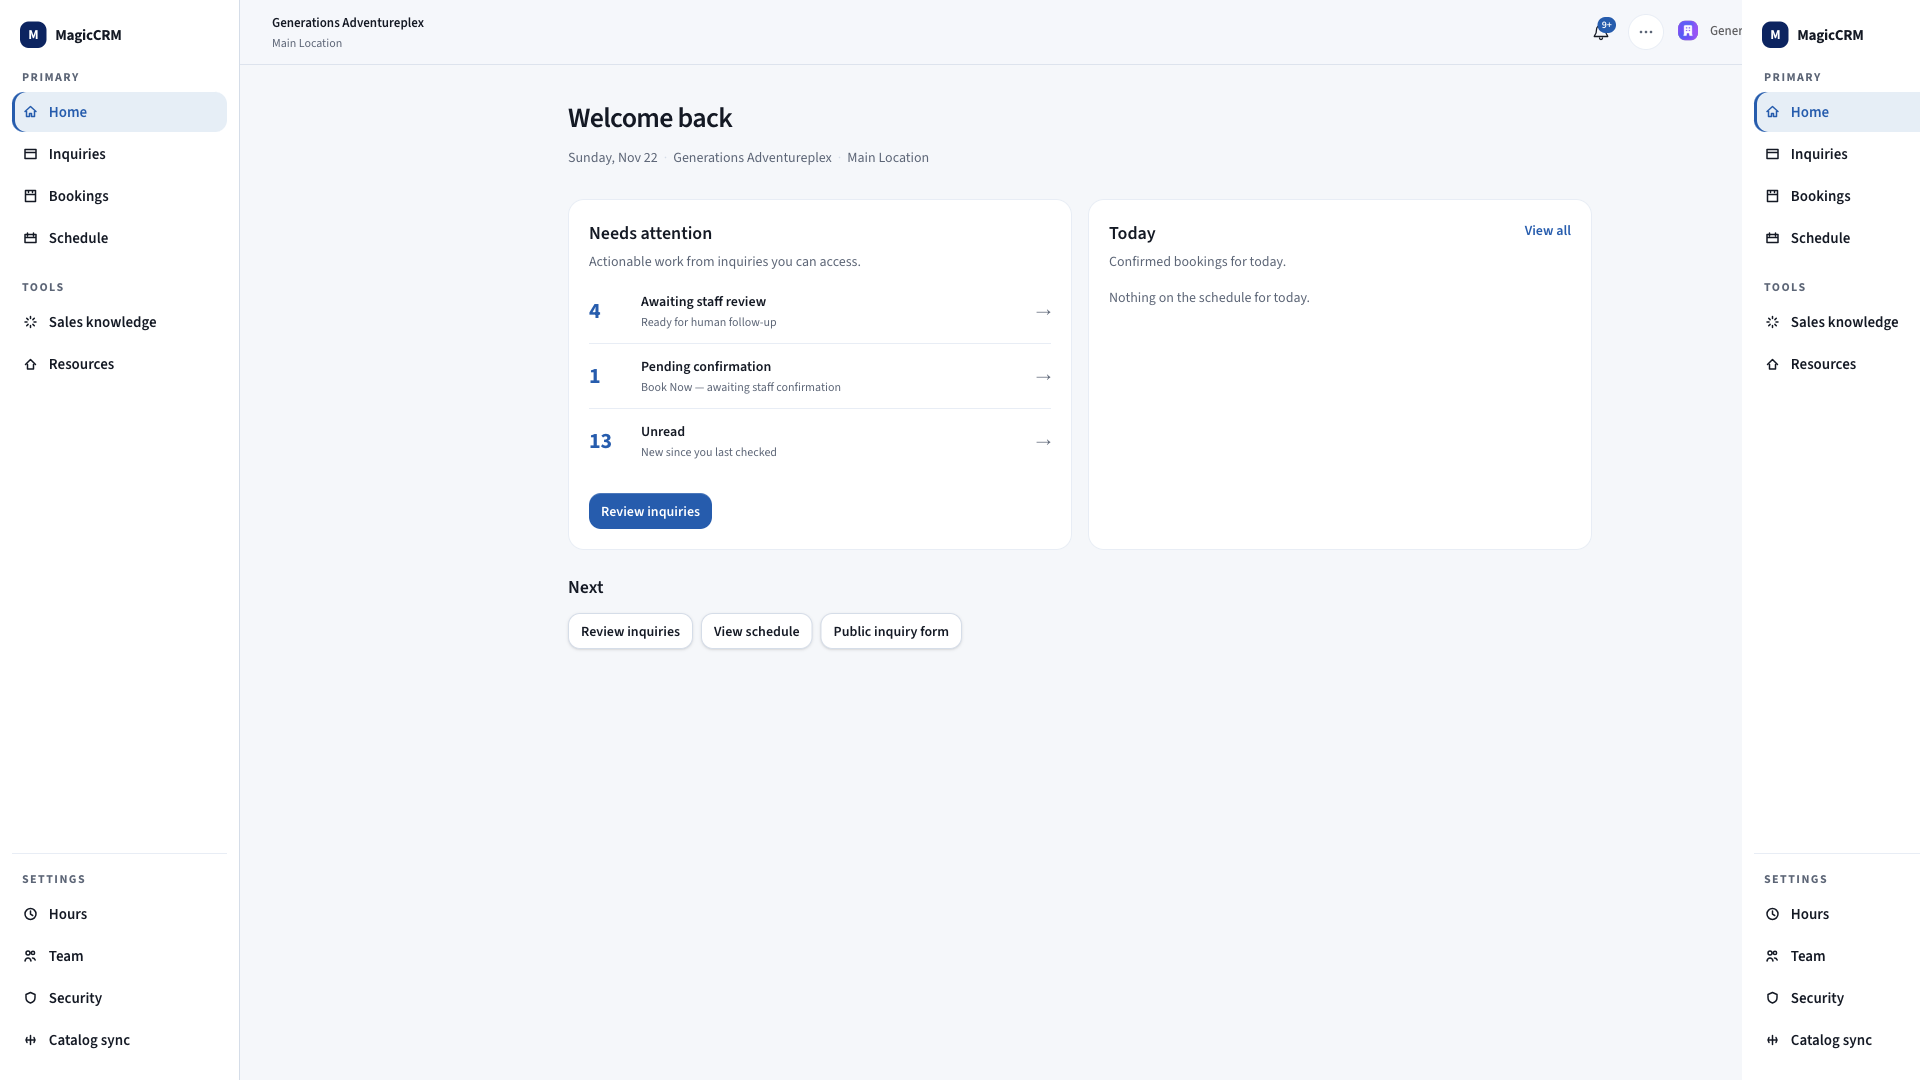 M MagicCRM
PRIMARY
Home
Inquiries
Bookings
Schedule
TOOLS
Sales knowledge
Resources
SETTINGS
Hours
Team
Security
Catalog sync
Generations Adventureplex
Main Location
9+
Gener
Welcome back
Sunday, Nov 22 · Generations Adventureplex · Main Location
Needs attention
Actionable work from inquiries you can access.
4
Awaiting staff review
Ready for human follow-up
→
1
Pending confirmation
Book Now — awaiting staff confirmation
→
13
Unread
New since you last checked
→
Review inquiries
Today
View all
Confirmed bookings for today.
Nothing on the schedule for today.
Next
Review inquiries
View schedule
Public inquiry form
M MagicCRM
PRIMARY
Home
Inquiries
Bookings
Schedule
TOOLS
Sales knowledge
Resources
SETTINGS
Hours
Team
Security
Catalog sync